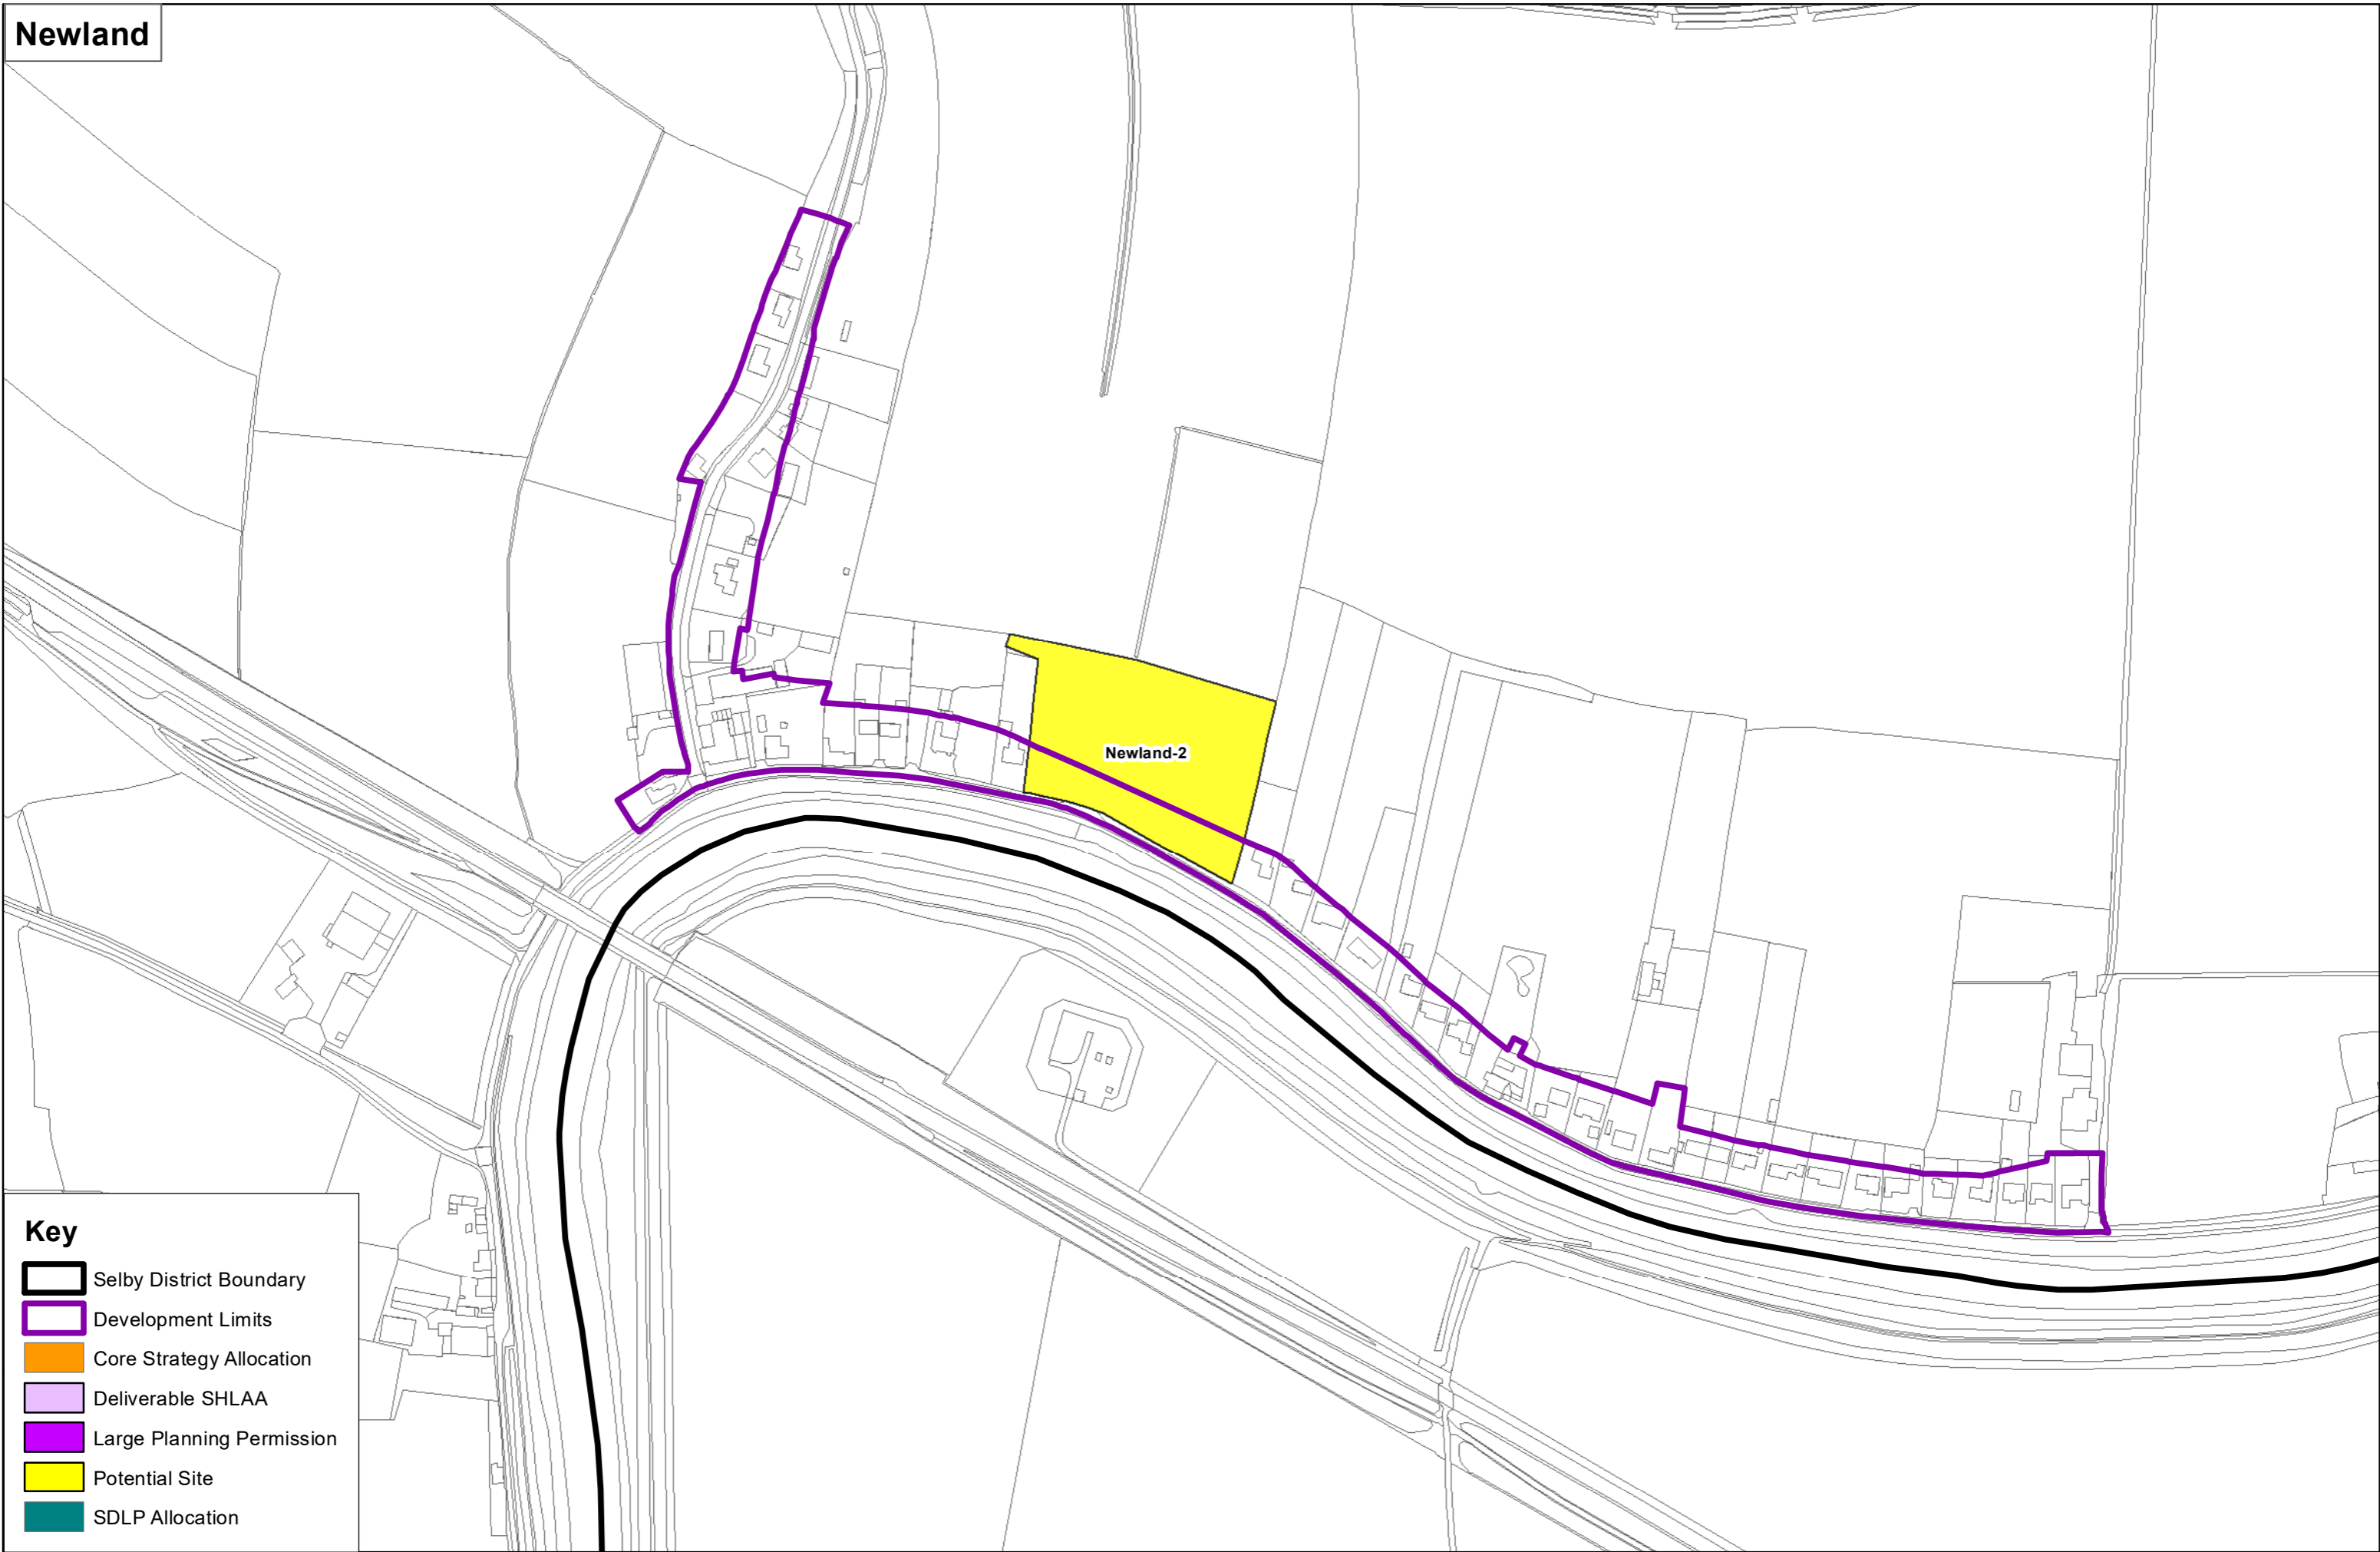 Newland
Newland-2
Key
Selby District Boundary
Development Limits
Core Strategy Allocation
Deliverable SHLAA
Large Planning Permission
Potential Site
SDLP Allocation